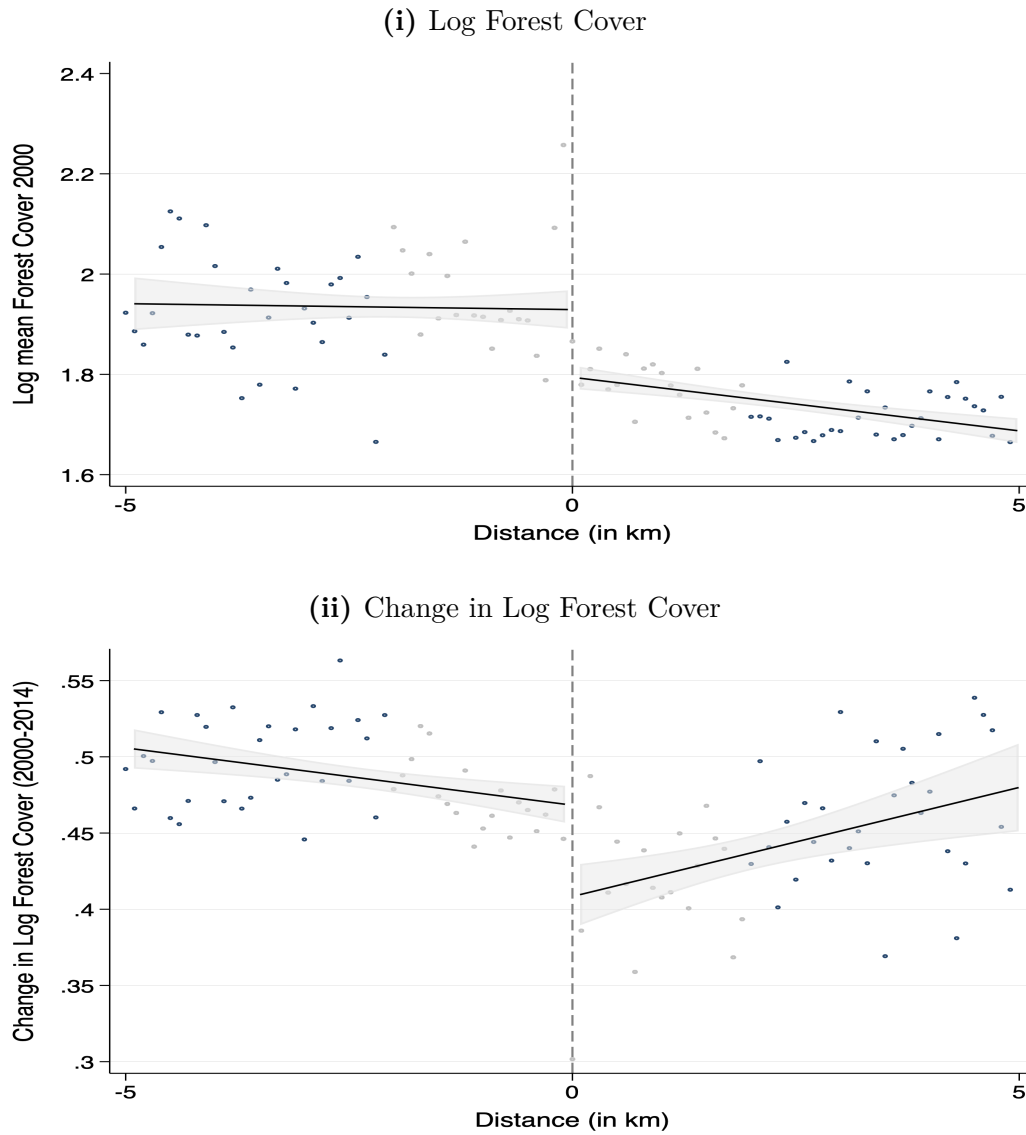 (i) Log Forest Cover
Log mean Forest Cover 2000
2.4
2.2
2
1.8
1.6
-5
0
5
Distance (in km)
(ii) Change in Log Forest Cover
Change in Log Forest Cover (2000-2014)
.55
.5
.45
.4
.35
.3
-5
0
5
Distance (in km)